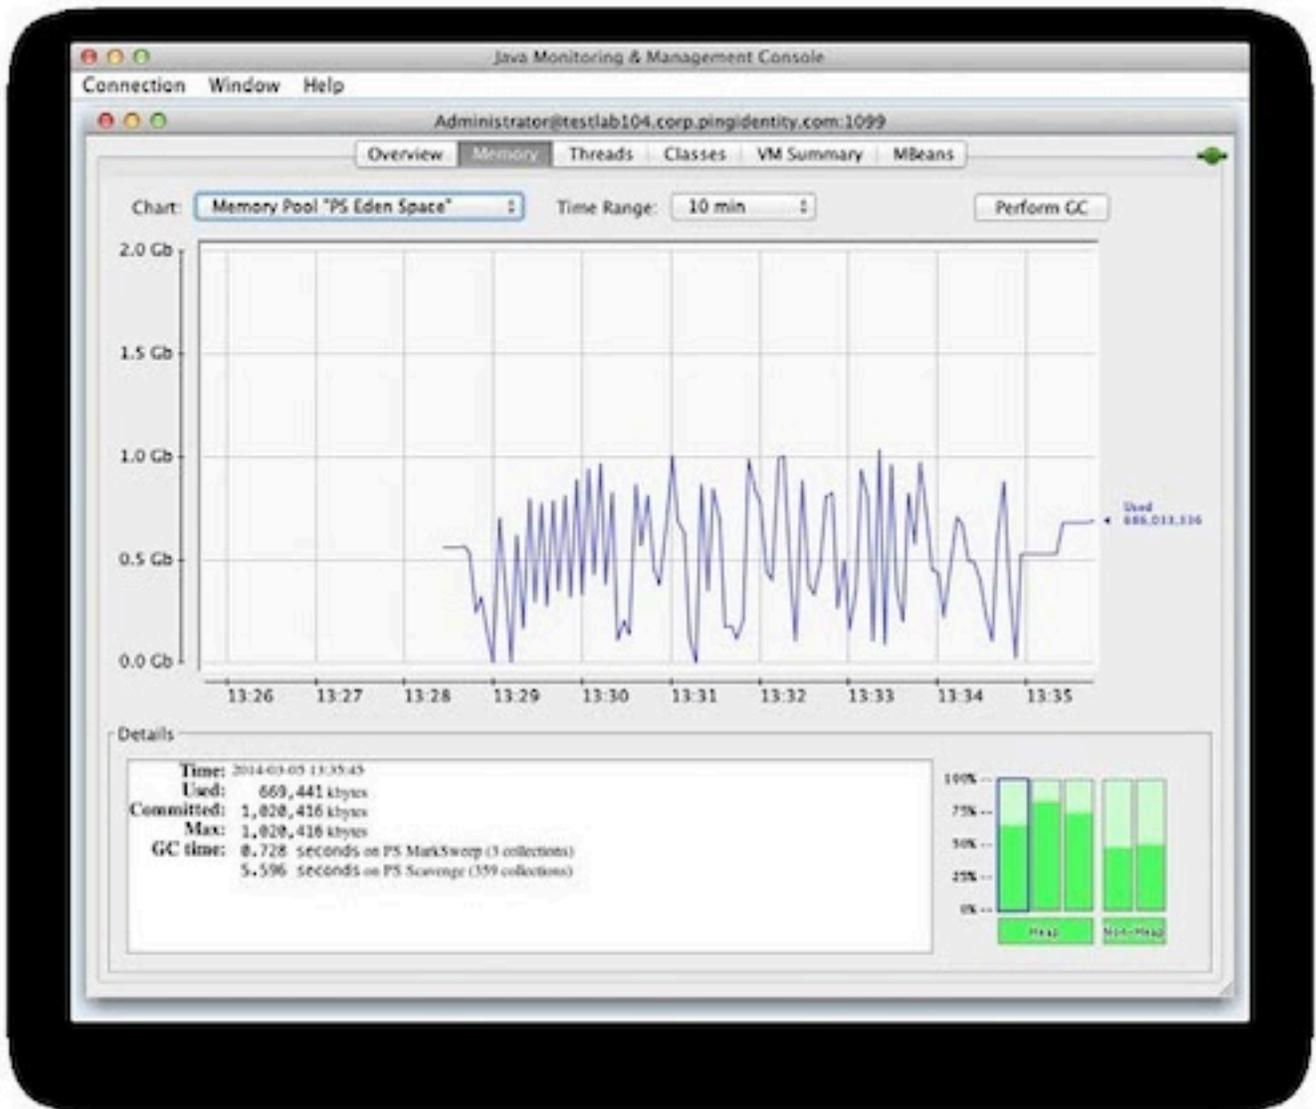 Java Monitoring & Management Console
Connection Window Help
Administrator@testlab104.corp.pingidentity.com:1099
Overview Memory Threads Classes VM Summary MBeans
Chart: Memory Pool "PS Eden Space" Time Range: 10 min Perform GC
2.0 Gb
1.5 Gb
1.0 Gb
0.5 Gb
0.0 Gb
Used
686,033,336
13:26 13:27 13:28 13:29 13:30 13:31 13:32 13:33 13:34 13:35
Details
Time: 2014-03-05 13:35:45
Used: 669,441 kbytes
Committed: 1,020,416 kbytes
Max: 1,020,416 kbytes
GC time: 0.728 seconds on PS MarkSweep (3 collections)
5.596 seconds on PS Scavenge (359 collections)
100% --
75% --
50% --
25% --
0% --
Heap Non-Heap